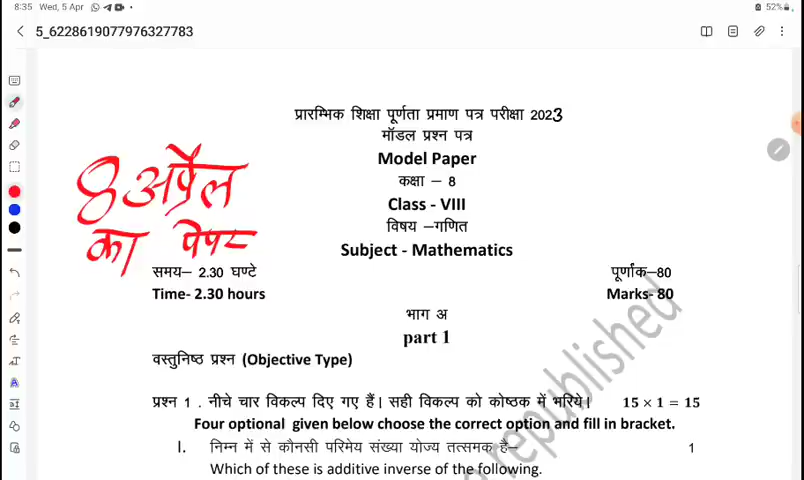 8:35 Wed, 5 Apr
52%
5_6228619077976327783
प्रारम्भिक शिक्षा पूर्णता प्रमाण पत्र परीक्षा 2023
मॉडल प्रश्न पत्र
Model Paper
कक्षा – 8
Class - VIII
विषय –गणित
Subject - Mathematics
8 अप्रैल
का पेपर
समय– 2.30 घण्टे
पूर्णांक–80
Time- 2.30 hours
Marks- 80
भाग अ
part 1
वस्तुनिष्ठ प्रश्न (Objective Type)
प्रश्न 1 . नीचे चार विकल्प दिए गए हैं। सही विकल्प को कोष्ठक में भरिये। 15 × 1 = 15
Four optional given below choose the correct option and fill in bracket.
I. निम्न में से कौनसी परिमेय संख्या योज्य तत्समक है– 1
Which of these is additive inverse of the following.
republished